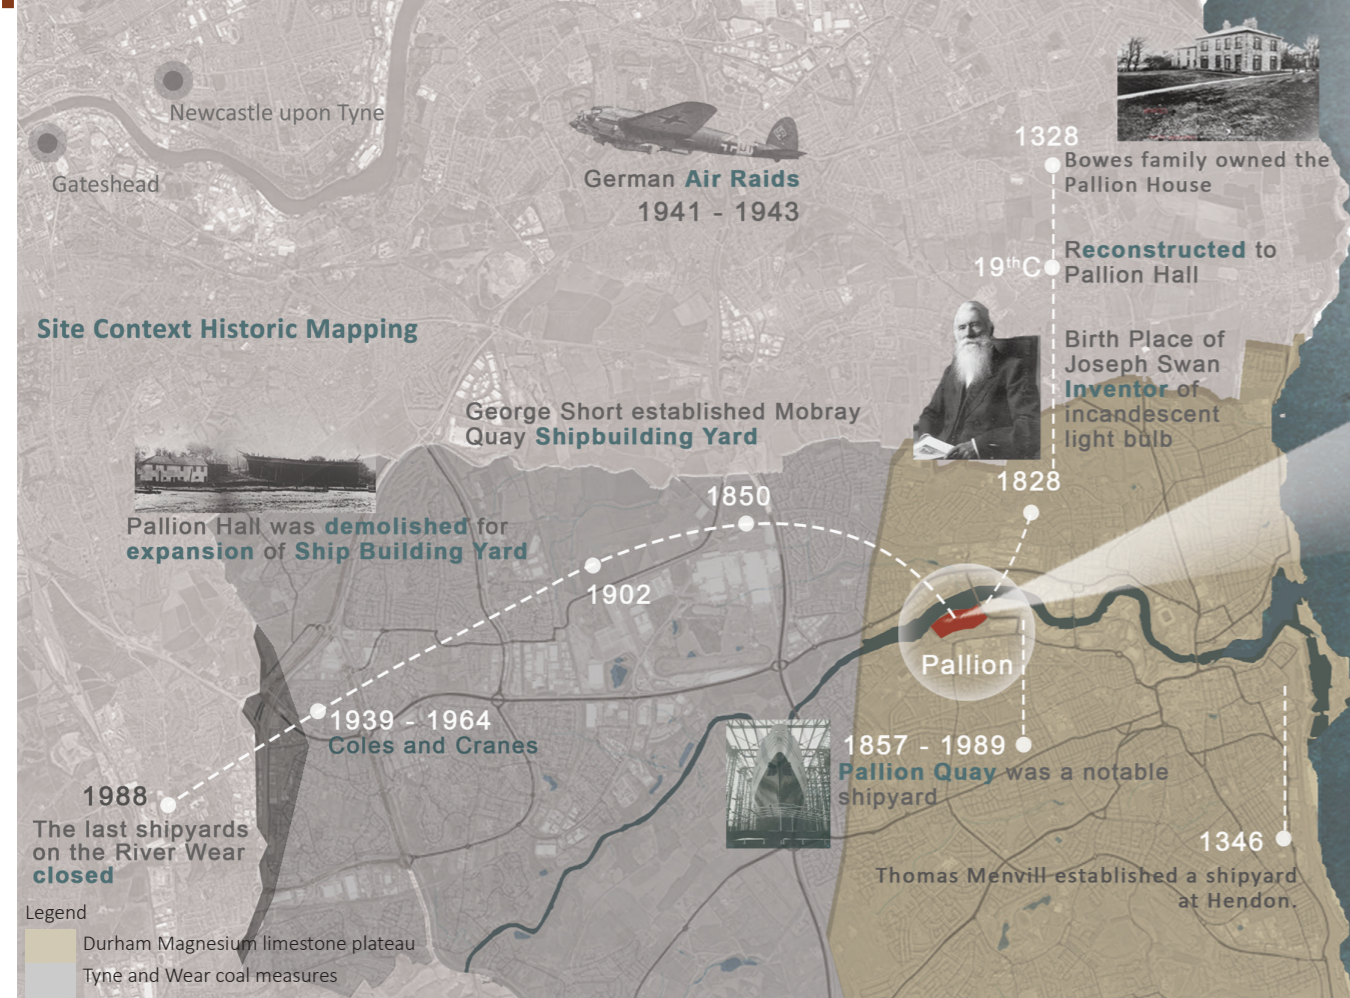 Newcastle upon Tyne
Gateshead
German Air Raids
1941 - 1943
1328
Bowes family owned the
Pallion House
19thC
Reconstructed to
Pallion Hall
Site Context Historic Mapping
Birth Place of
Joseph Swan
Inventor of
incandescent
light bulb
1828
George Short established Mobray
Quay Shipbuilding Yard
1850
Pallion Hall was demolished for
expansion of Ship Building Yard
1902
Pallion
1939 - 1964
Coles and Cranes
1857 - 1989
Pallion Quay was a notable
shipyard
1988
The last shipyards
on the River Wear
closed
1346
Thomas Menvill established a shipyard
at Hendon.
Legend
Durham Magnesium limestone plateau
Tyne and Wear coal measures